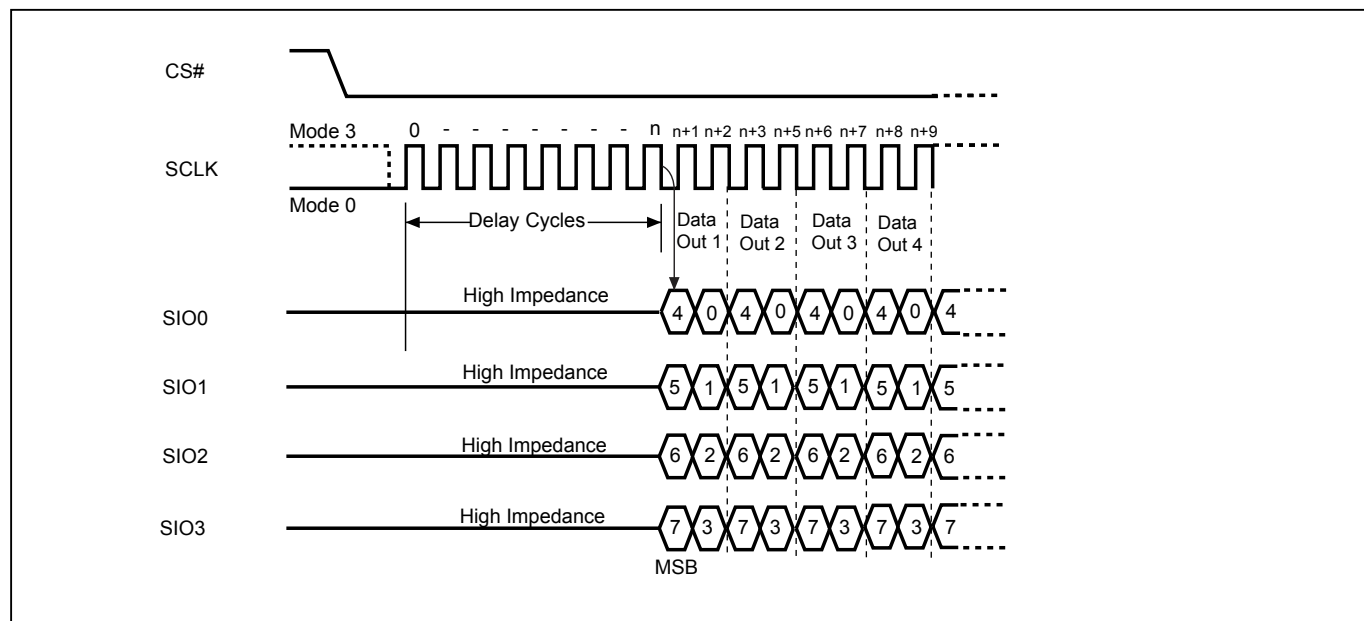 CS#
Mode 3
0 - - - - - - n n+1 n+2 n+3 n+5 n+6 n+7 n+8 n+9
SCLK
Mode 0
Delay Cycles
Data Out 1
Data Out 2
Data Out 3
Data Out 4
High Impedance
SIO0
4 0 4 0 4 0 4 0 4
High Impedance
SIO1
5 1 5 1 5 1 5 1 5
High Impedance
SIO2
6 2 6 2 6 2 6 2 6
High Impedance
SIO3
7 3 7 3 7 3 7 3 7
MSB